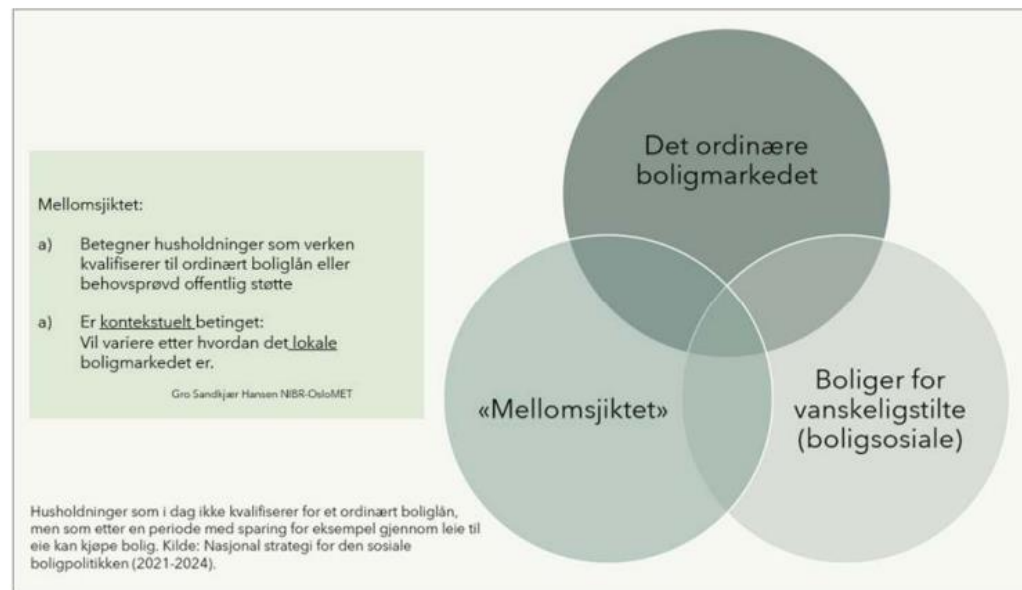 Mellomsjiktet:
a) Betegner husholdninger som verken
kvalifiserer til ordinært boliglån eller
behovsprøvd offentlig støtte
a) Er kontekstuelt betinget:
Vil variere etter hvordan det lokale
boligmarkedet er.
Gro Sandkjær Hansen NIBR-OsloMET
Husholdninger som i dag ikke kvalifiserer for et ordinært boliglån,
men som etter en periode med sparing for eksempel gjennom leie til
eie kan kjøpe bolig. Kilde: Nasjonal strategi for den sosiale
boligpolitikken (2021-2024).
Det ordinære
boligmarkedet
«Mellomsjiktet»
Boliger for
vanskeligstilte
(boligsosiale)